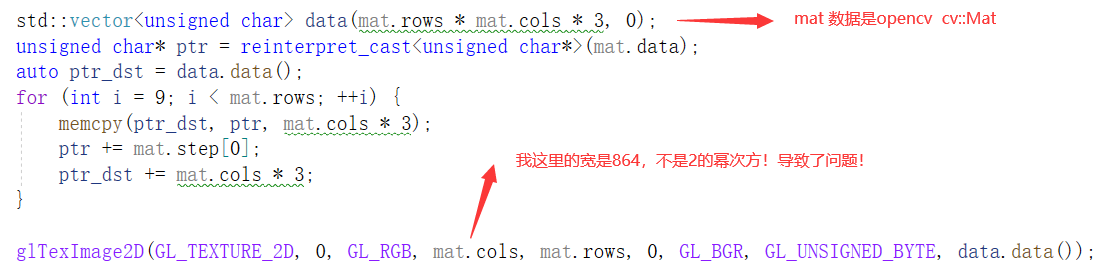 std::vector<unsigned char> data(mat.rows * mat.cols * 3, 0);
mat 数据是opencv cv::Mat
unsigned char* ptr = reinterpret_cast<unsigned char*>(mat.data);
auto ptr_dst = data.data();
for (int i = 9; i < mat.rows; ++i) {
memcpy(ptr_dst, ptr, mat.cols * 3);
ptr += mat.step[0];
我这里的宽是864，不是2的幂次方！导致了问题！
ptr_dst += mat.cols * 3;
}
glTexImage2D(GL_TEXTURE_2D, 0, GL_RGB, mat.cols, mat.rows, 0, GL_BGR, GL_UNSIGNED_BYTE, data.data());